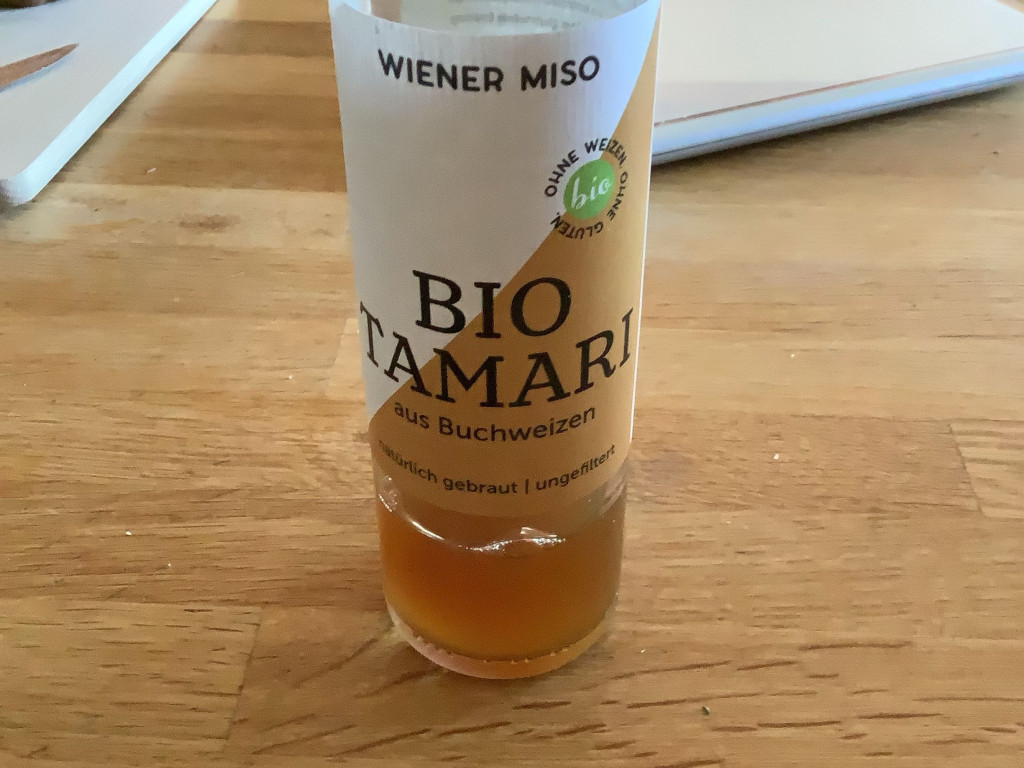 WIENER MISO
OHNE WEIZEN, OHNE GLUTEN,
bio
BIO
TAMARI
aus Buchweizen
natürlich gebraut | ungefiltert